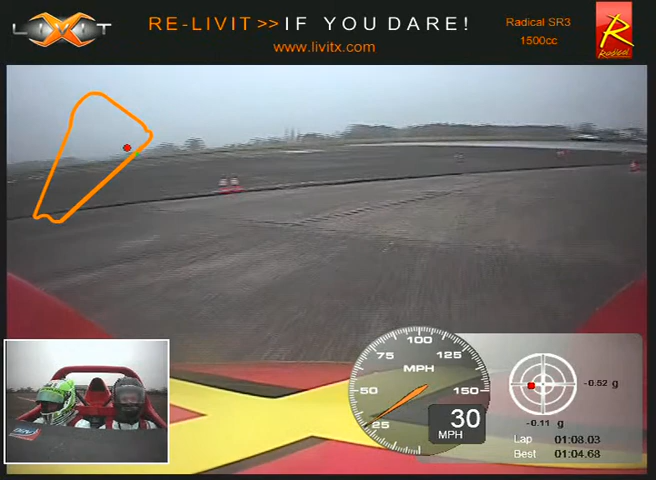 LIVIT
RE-LIVIT >> IF YOU DARE!
www.livitx.com
Radical SR3
1500cc
R
Radical
100
75
125
MPH
50
150
25
30
MPH
-0.52 g
-0.11 g
Lap 01:08.03
Best 01:04.68